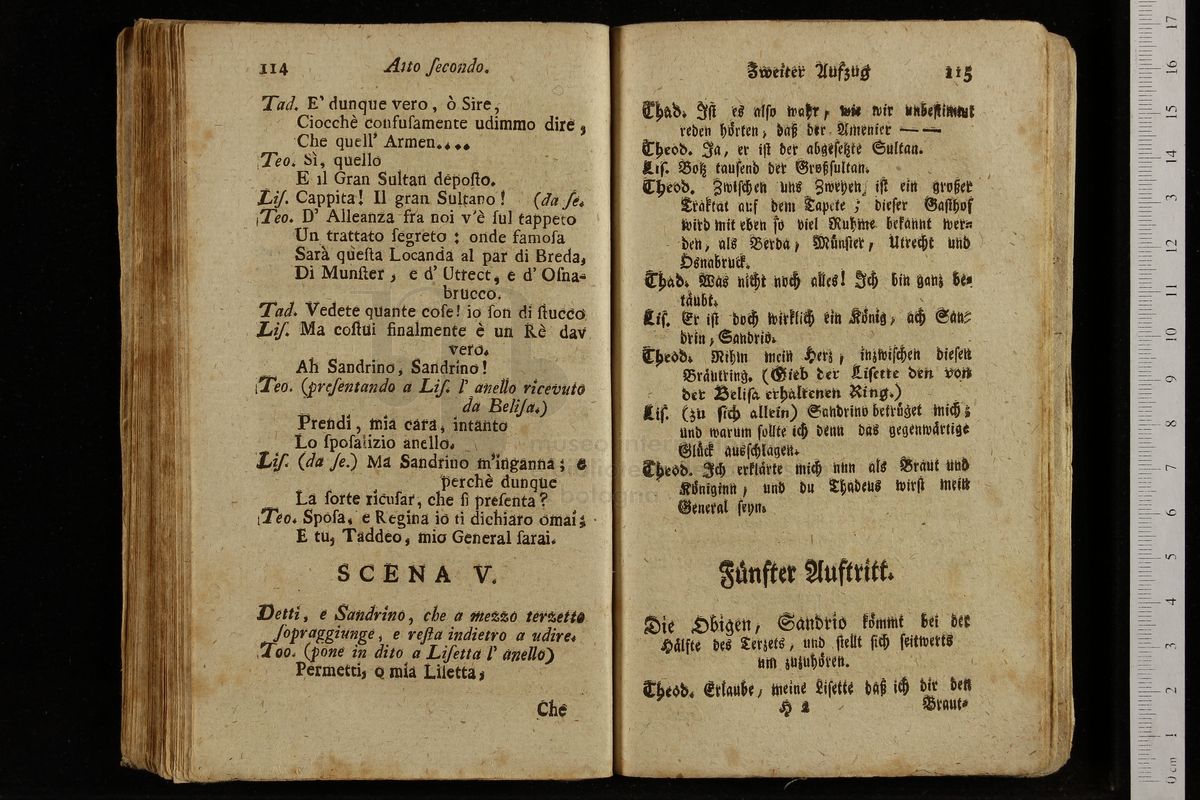 114 Atto ſecondo.
Tad. E' dunque vero, ò Sire,
Ciocchè confuſamente udimmo dire,
Che quell' Armen....
Teo. Sì, quello
E il Gran Sultan depoſto.
Liſ. Cappita! Il gran Sultano! (da ſe.
Teo. D' Alleanza fra noi v'è ſul tappeto
Un trattato ſegreto: onde famoſa
Sarà queſta Locanda al par di Breda,
Di Munſter, e d' Utrect, e d' Oſna-
brucco.
Tad. Vedete quante coſe! io ſon di ſtucco
Liſ. Ma coſtui finalmente è un Rè dav
vero.
Ah Sandrino, Sandrino!
Teo. (preſentando a Liſ. l' anello ricevuto
da Beliſa.)
Prendi, mia cara, intanto
Lo ſpoſalizio anello.
Liſ. (da ſe.) Ma Sandrino m'inganna; e
perchè dunque
La ſorte ricuſar, che ſi preſenta?
Teo. Spoſa, e Regina io ti dichiaro omai;
E tu, Taddeo, mio General ſarai.
SCENA V.
Detti, e Sandrino, che a mezzo terzetto
ſopraggiunge, e reſta indietro a udire.
Too. (pone in dito a Liſetta l' anello)
Permetti, o mia Liſetta,
Che
Zweiter Aufzug 115
Thad. Iſt es alſo wahr, wie wir unbeſtimmt
reden hörten, daß der Amenier — —
Theod. Ja, er iſt der abgeſetzte Sultan.
Liſ. Botz tauſend der Großſultan.
Theod. Zwiſchen uns Zweyen, iſt ein großer
Traktat auf dem Tapete; dieſer Gaſthof
wird mit eben ſo viel Ruhme bekannt wer-
den, als Berda, Münſter, Utrecht und
Osnabruck.
Thad. Was nicht noch alles! Ich bin ganz be-
täubt.
Liſ. Er iſt doch wirklich ein König, ach San-
drin, Sandrio.
Theod. Nihm mein Herz, inzwiſchen dieſen
Bräutring. (Gieb der Liſette den von
der Beliſa erhaltenen Ring.)
Liſ. (zu ſich allein) Sandrino betrüget mich;
und warum ſollte ich denn das gegenwärtige
Glück ausſchlagen.
Theod. Ich erklärte mich nun als Braut und
Königinn, und du Thadeus wirſt mein
General ſeyn.
Fünfter Auftritt.
Die Obigen, Sandrio kömmt bei der
Hälfte des Terzets, und ſtellt ſich ſeitwerts
um zuzuhören.
Theod. Erlaube, meine Liſette daß ich dir den
H 2 Braut-